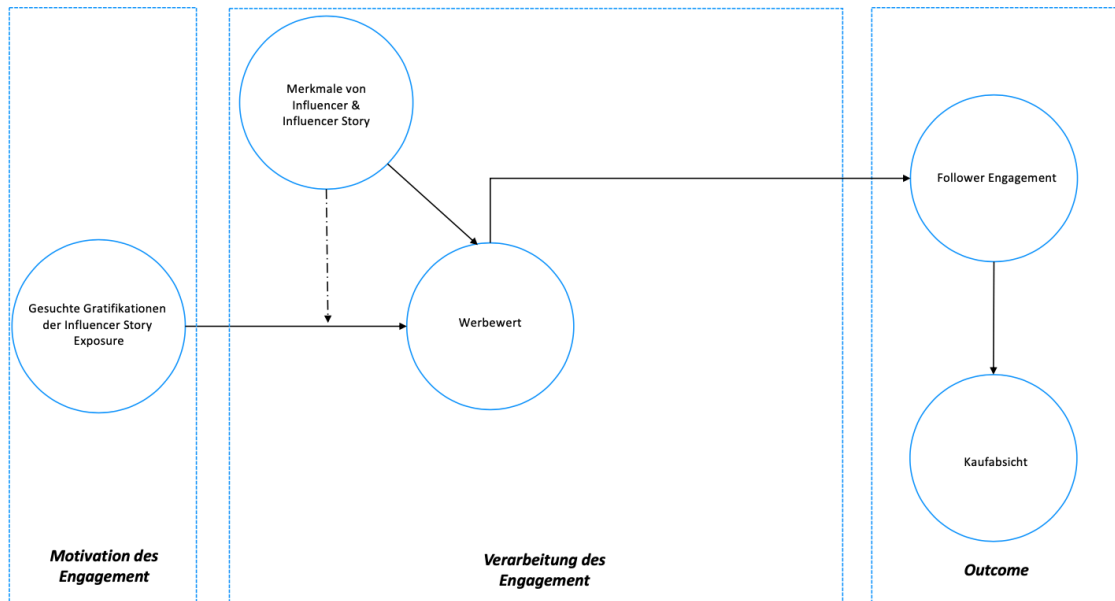 Merkmale von
Influencer &
Influencer Story
Follower Engagement
Gesuchte Gratifikationen
der Influencer Story
Exposure
Werbewert
Kaufabsicht
Motivation des
Engagement
Verarbeitung des
Engagement
Outcome